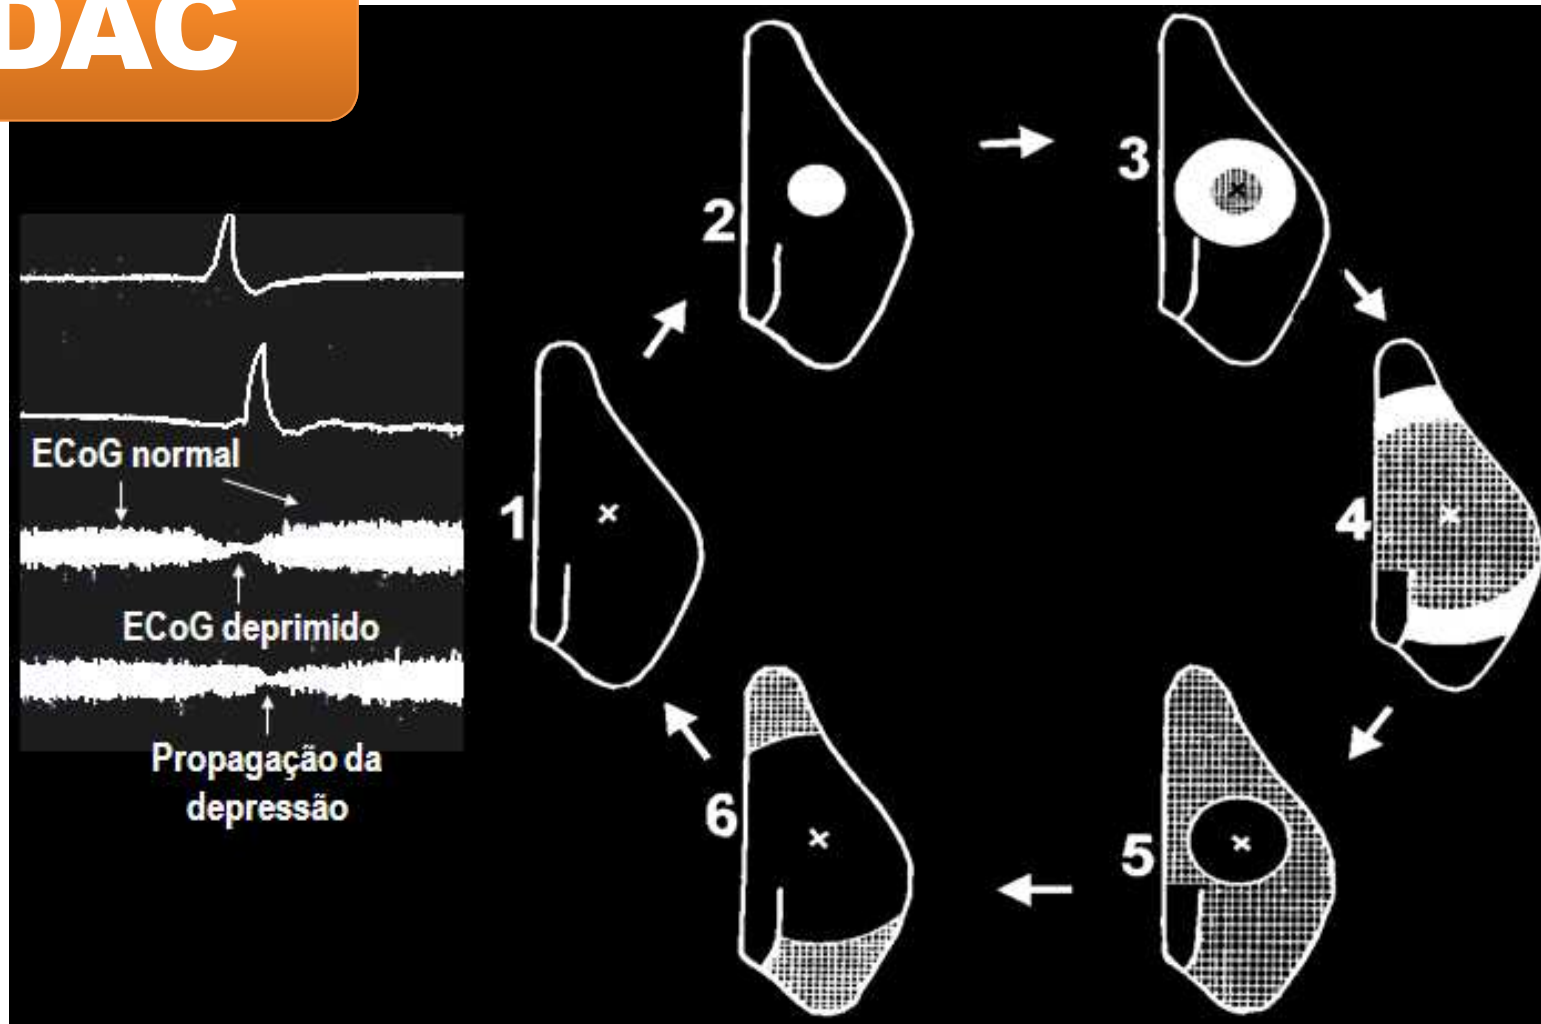 DAC
2
3
ECoG normal
1
4
ECoG deprimido
Propagação da
depressão
6
5